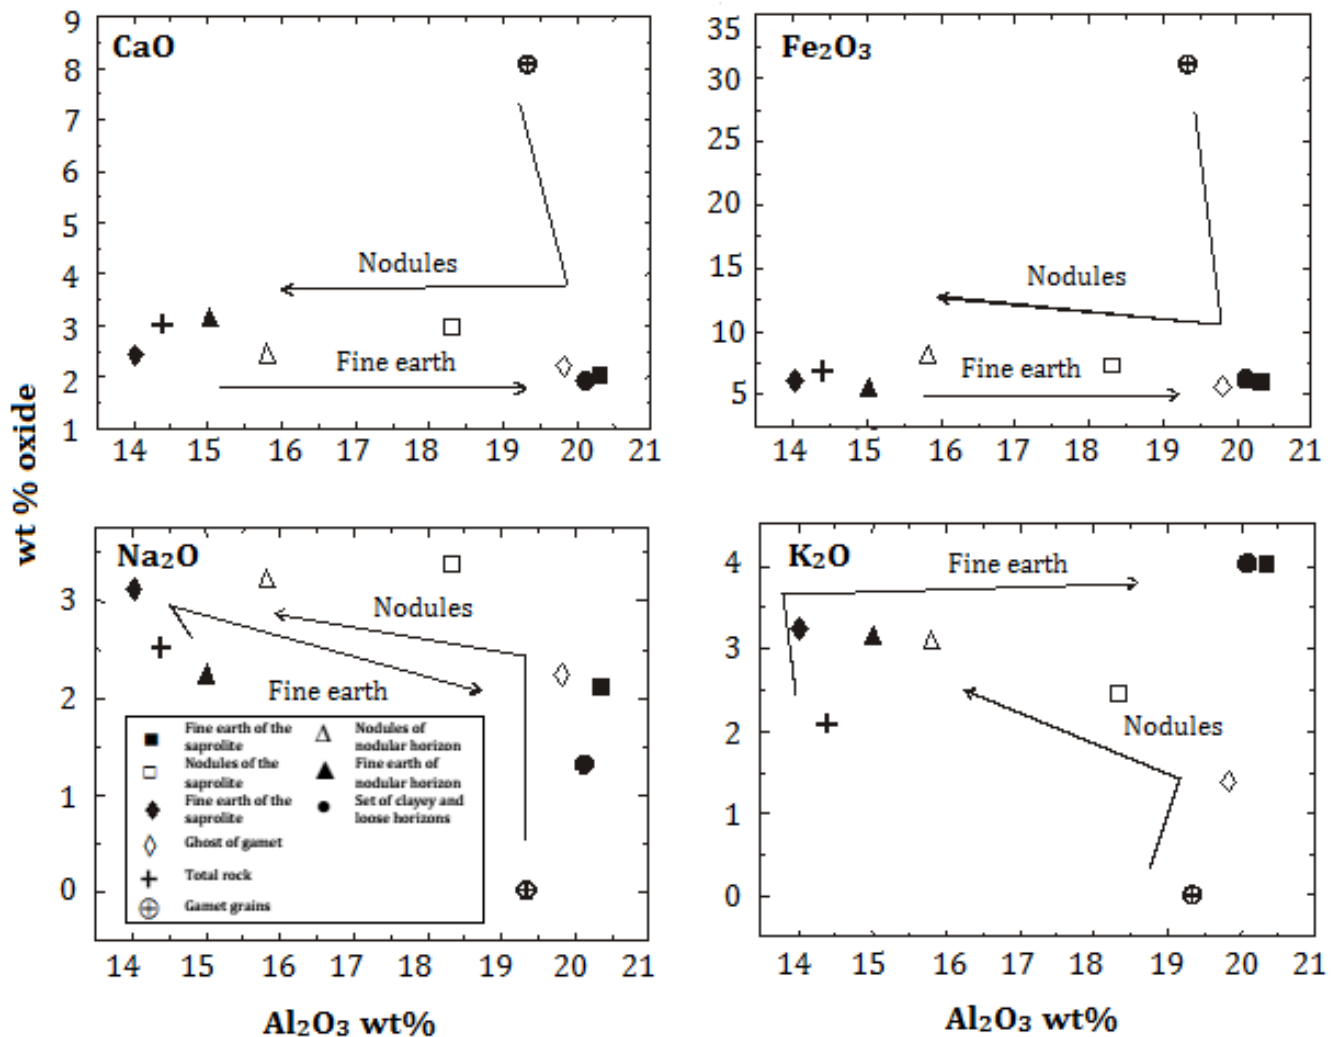 CaO
9
8
7
6
5
4
3
2
1
Nodules
Fine earth
14 15 16 17 18 19 20 21
Fe₂O₃
35
30
25
20
15
10
5
Nodules
Fine earth
14 15 16 17 18 19 20 21
wt % oxide
Na₂O
3
2
1
0
Nodules
Fine earth
Fine earth of the
saprolite
Nodules of the
saprolite
Fine earth of the
saprolite
Ghost of gamet
Total rock
Gamet grains
Nodules of
nodular horizon
Fine earth of
nodular horizon
Set of clayey and
loose horizons
14 15 16 17 18 19 20 21
Al₂O₃ wt%
K₂O
4
3
2
1
0
Fine earth
Nodules
14 15 16 17 18 19 20 21
Al₂O₃ wt%